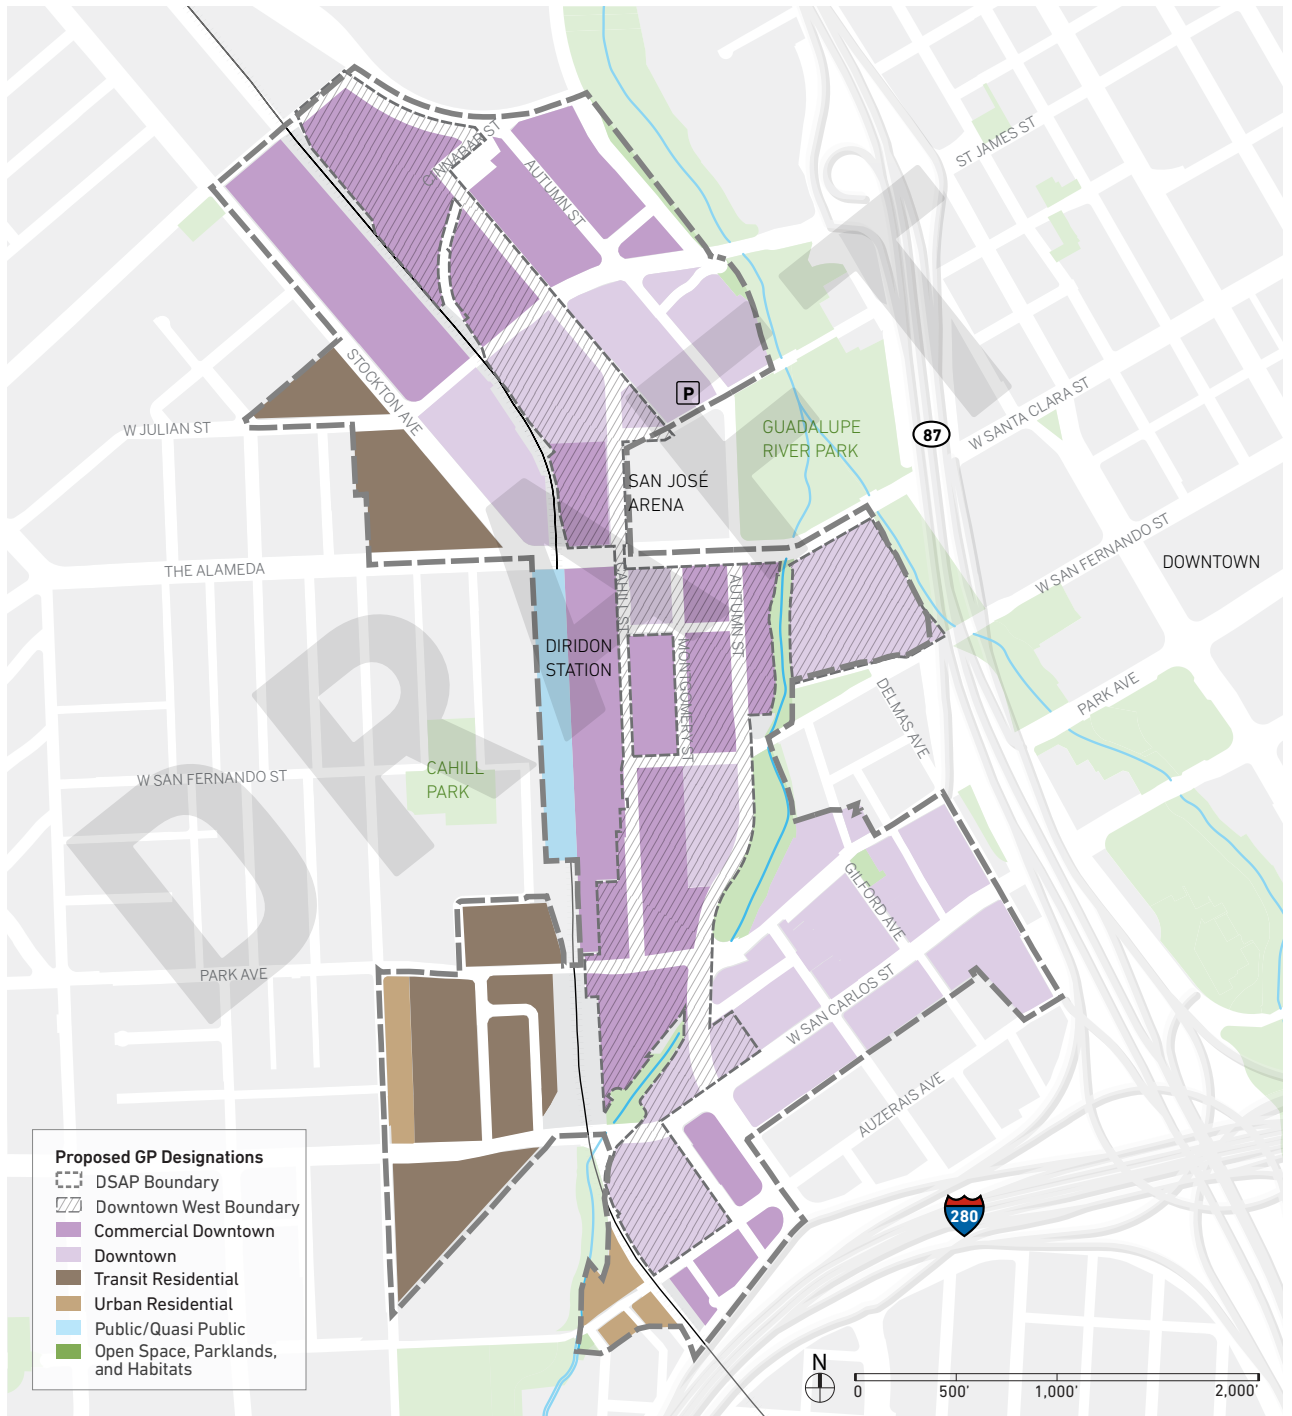 CINNABAR ST
AUTUMN ST
ST JAMES ST
STOCKTON AVE
W JULIAN ST
P
GUADALUPE
RIVER PARK
87
W SANTA CLARA ST
SAN JOSÉ
ARENA
THE ALAMEDA
W SAN FERNANDO ST
DOWNTOWN
CAHILL ST
AUTUMN ST
MONTGOMERY ST
DIRIDON
STATION
DELMAS AVE
PARK AVE
W SAN FERNANDO ST
CAHILL
PARK
DRAFT
GILFORD AVE
PARK AVE
W SAN CARLOS ST
AUZERAIS AVE
280
Proposed GP Designations
DSAP Boundary
Downtown West Boundary
Commercial Downtown
Downtown
Transit Residential
Urban Residential
Public/Quasi Public
Open Space, Parklands,
and Habitats
N
0 500' 1,000' 2,000'